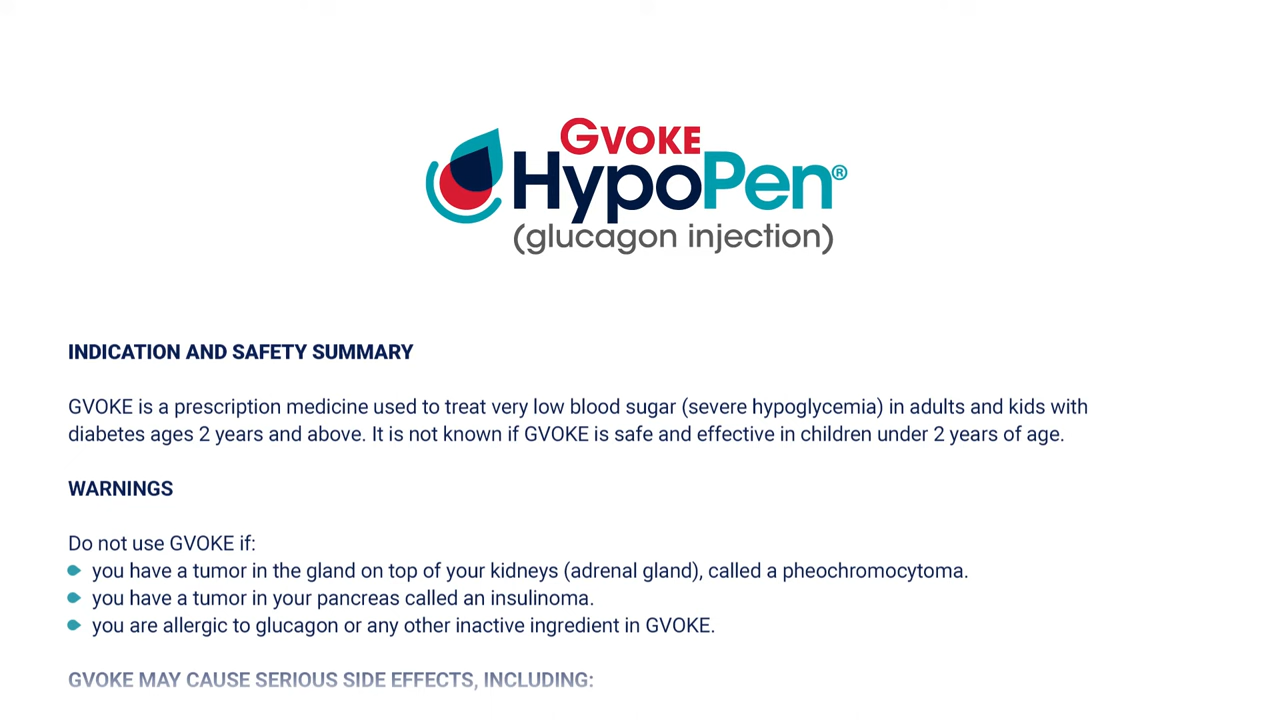 GVOKE
HypoPen®
(glucagon injection)
INDICATION AND SAFETY SUMMARY
GVOKE is a prescription medicine used to treat very low blood sugar (severe hypoglycemia) in adults and kids with
diabetes ages 2 years and above. It is not known if GVOKE is safe and effective in children under 2 years of age.
WARNINGS
Do not use GVOKE if:
you have a tumor in the gland on top of your kidneys (adrenal gland), called a pheochromocytoma.
you have a tumor in your pancreas called an insulinoma.
you are allergic to glucagon or any other inactive ingredient in GVOKE.
GVOKE MAY CAUSE SERIOUS SIDE EFFECTS, INCLUDING: